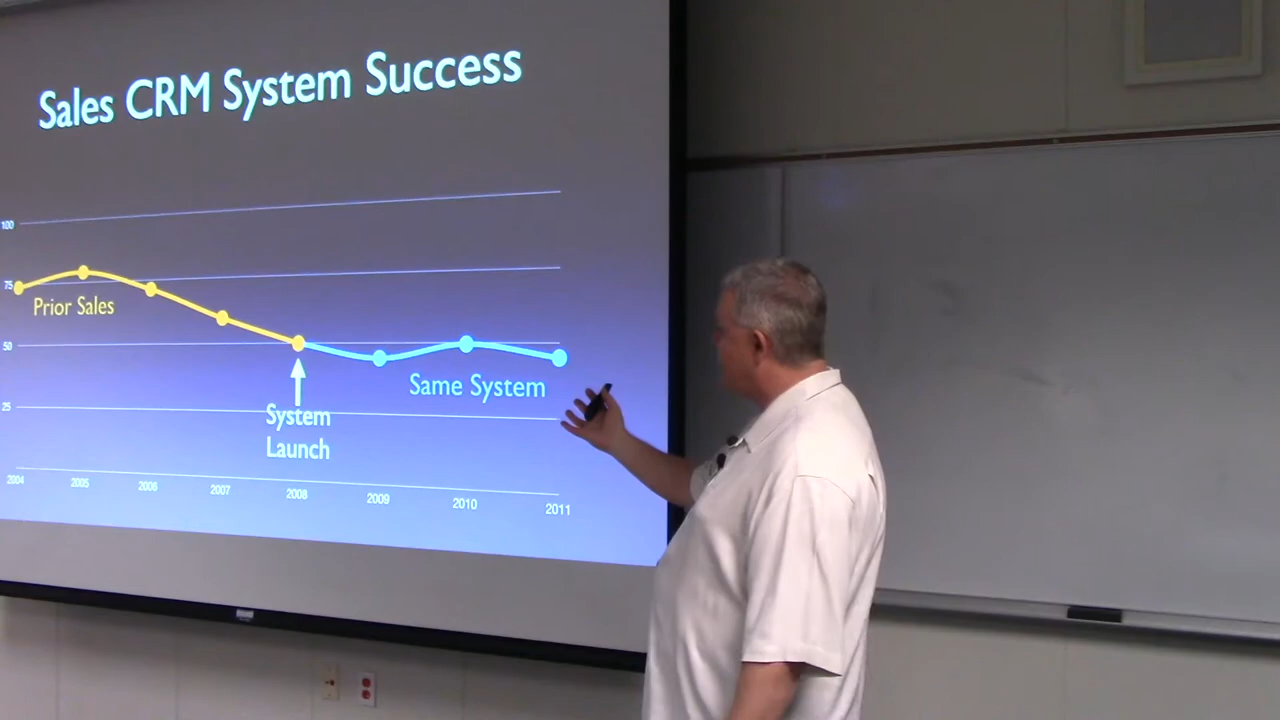 Sales CRM System Success
100
75
Prior Sales
50
Same System
25
System
Launch
2004 2005 2006 2007 2008 2009 2010 2011